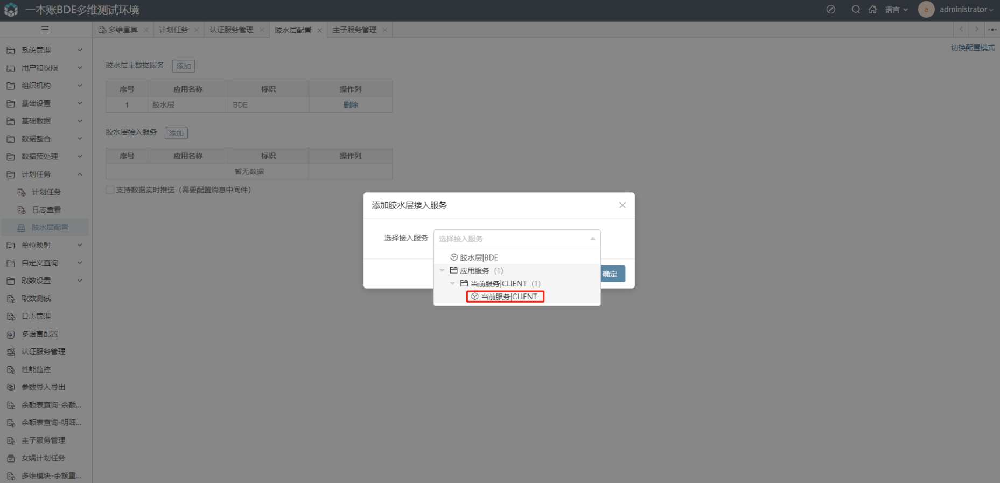 一本账BDE多维测试环境
语言
a
administrator
多维重算
计划任务
认证服务管理
胶水层配置
主子服务管理
切换配置模式
系统管理
用户和权限
组织机构
基础设置
基础数据
数据整合
数据预处理
计划任务
计划任务
日志查看
胶水层配置
单位映射
自定义查询
取数设置
取数测试
日志管理
多语言配置
认证服务管理
性能监控
参数导入导出
余额表查询-余额...
余额表查询-明细...
主子服务管理
女娲计划任务
多维模块-余额重...
胶水层主数据服务 添加
序号 应用名称 标识 操作列
1 胶水层 BDE 删除
胶水层接入服务 添加
序号 应用名称 标识 操作列
暂无数据
支持数据实时推送（需要配置消息中间件）
添加胶水层接入服务
选择接入服务 选择接入服务
胶水层|BDE
应用服务 (1)
当前服务|CLIENT (1)
当前服务|CLIENT
确定